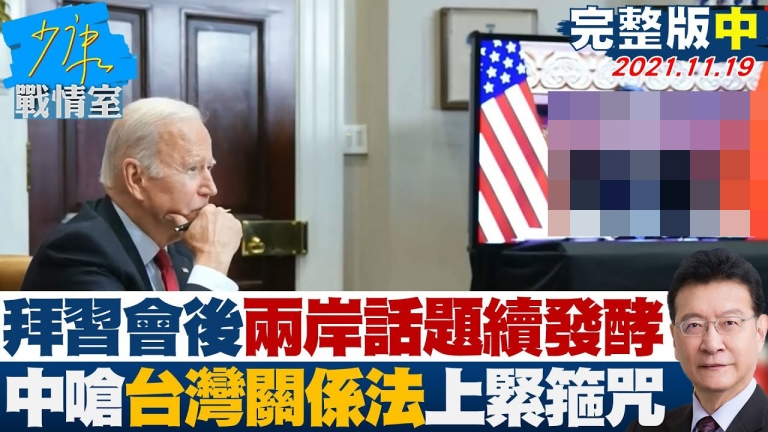 少康
戰情室
完整版中
2021.11.19
拜習會後兩岸話題續發酵
中嗆台灣關係法上緊箍咒